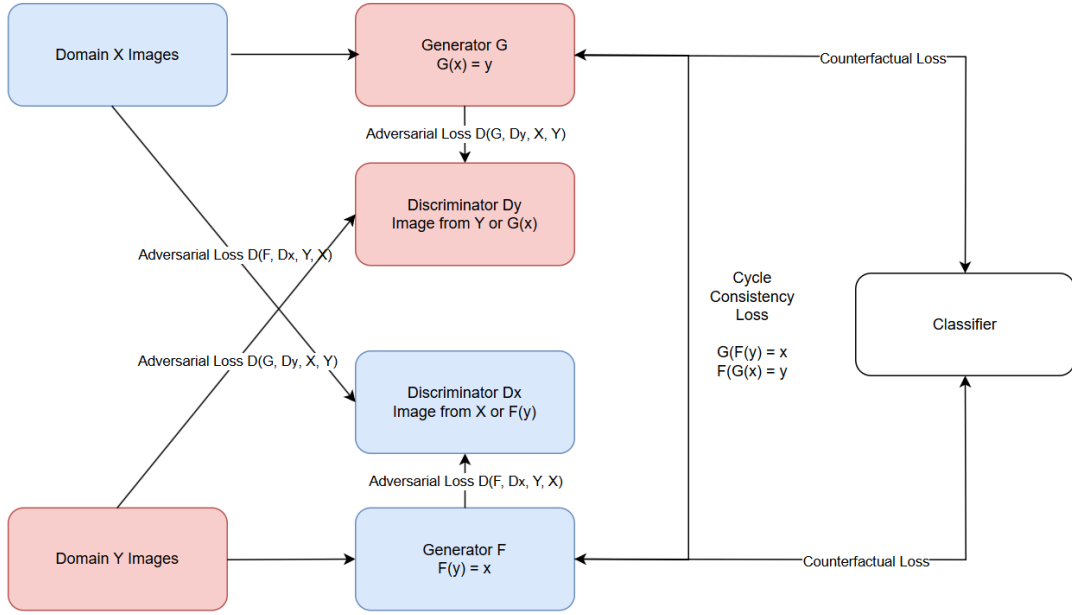 Domain X Images
Generator G
G(x) = y
Counterfactual Loss
Adversarial Loss D(G, Dy, X, Y)
Discriminator Dy
Image from Y or G(x)
Adversarial Loss D(F, Dx, Y, X)
Cycle
Consistency
Loss
G(F(y) = x
F(G(x) = y
Classifier
Adversarial Loss D(G, Dy, X, Y)
Discriminator Dx
Image from X or F(y)
Adversarial Loss D(F, Dx, Y, X)
Domain Y Images
Generator F
F(y) = x
Counterfactual Loss